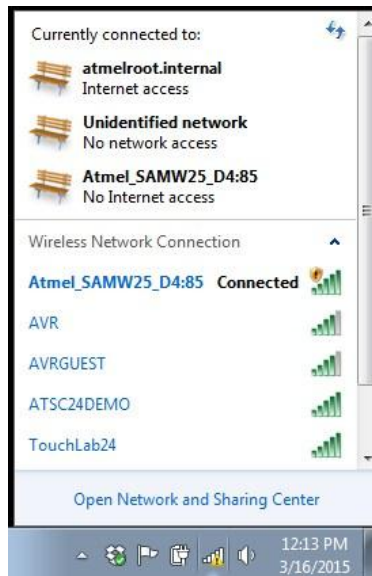 Currently connected to:
atmelroot.internal
Internet access
Unidentified network
No network access
Atmel_SAMW25_D4:85
No Internet access
Wireless Network Connection
Atmel_SAMW25_D4:85 Connected
AVR
AVRGUEST
ATSC24DEMO
TouchLab24
Open Network and Sharing Center
12:13 PM
3/16/2015